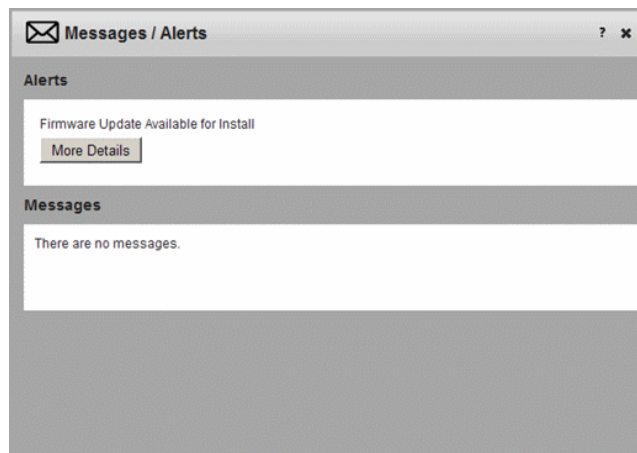 Messages / Alerts ? ✖
Alerts
Firmware Update Available for Install
More Details
Messages
There are no messages.